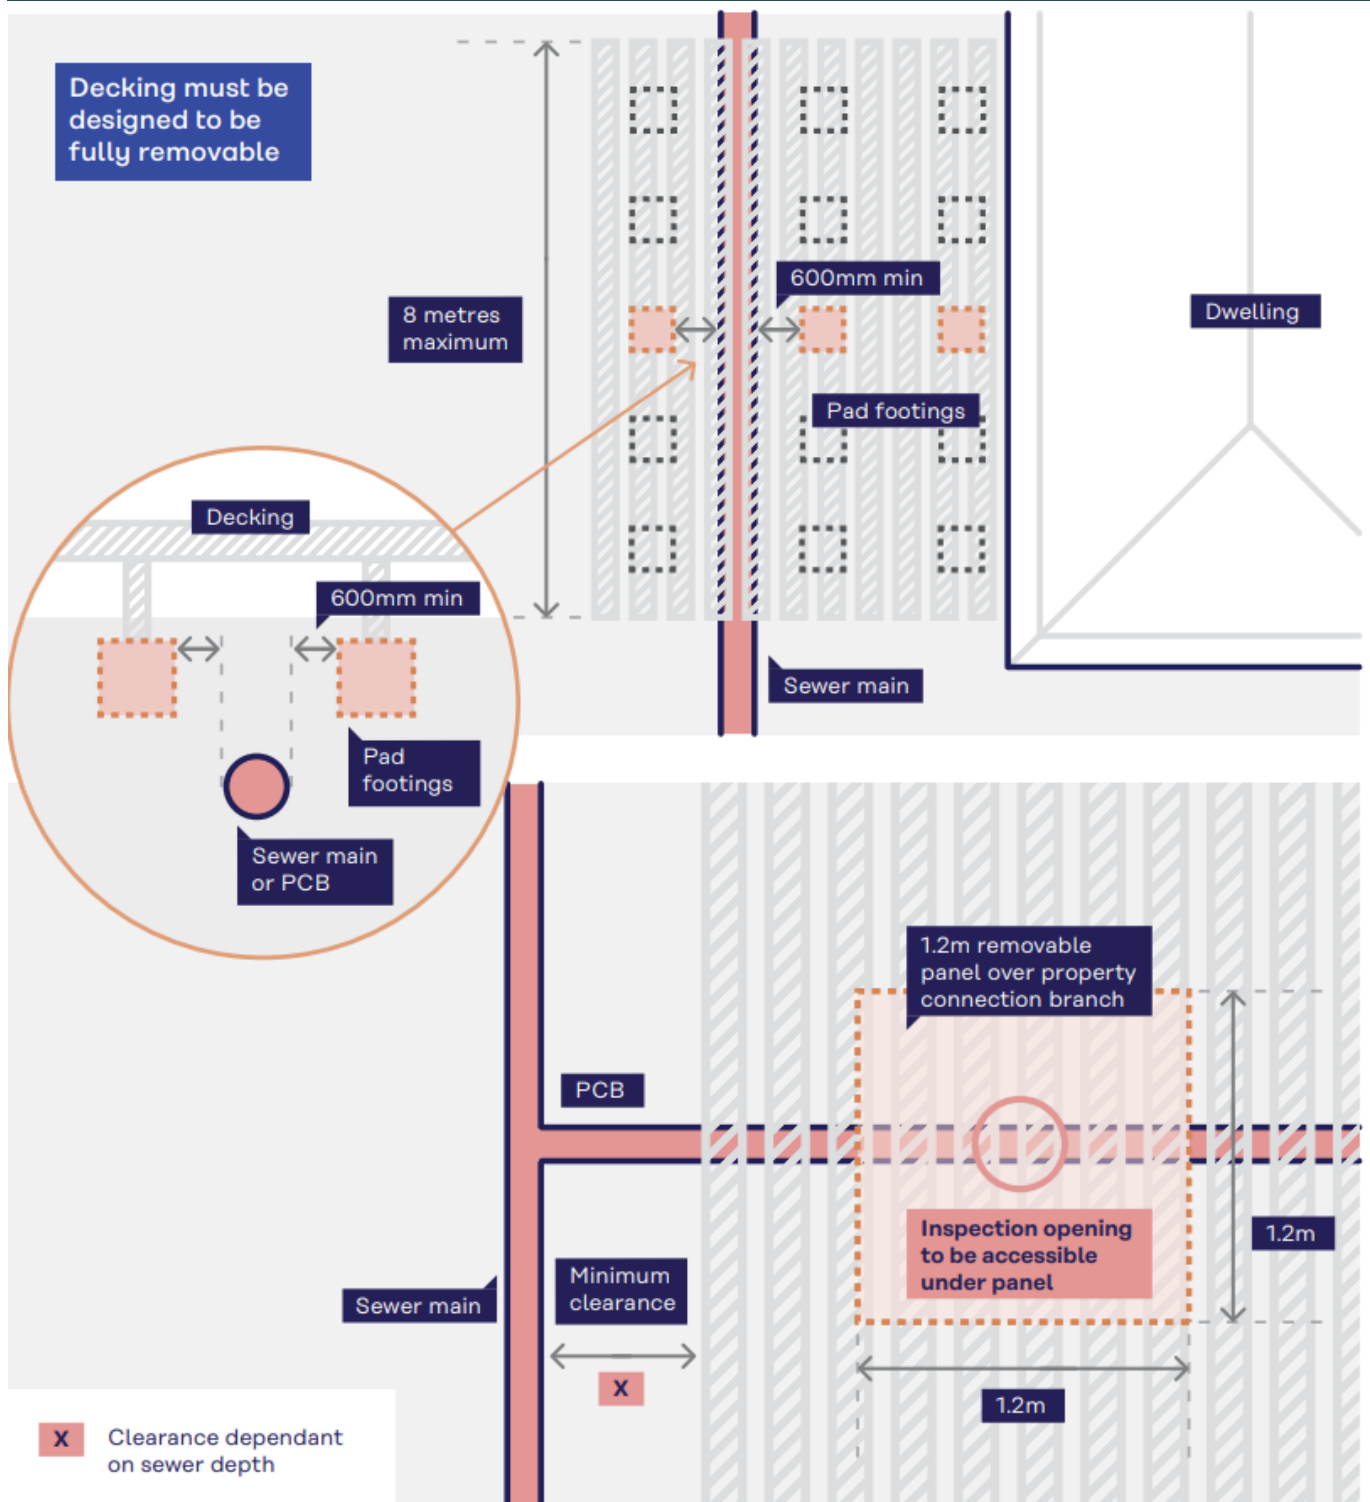 Decking must be
designed to be
fully removable
600mm min
8 metres
maximum
Dwelling
Pad footings
Decking
600mm min
Sewer main
Pad
footings
Sewer main
or PCB
1.2m removable
panel over property
connection branch
PCB
Inspection opening
to be accessible
under panel
1.2m
Minimum
clearance
Sewer main
X
1.2m
X
Clearance dependant
on sewer depth